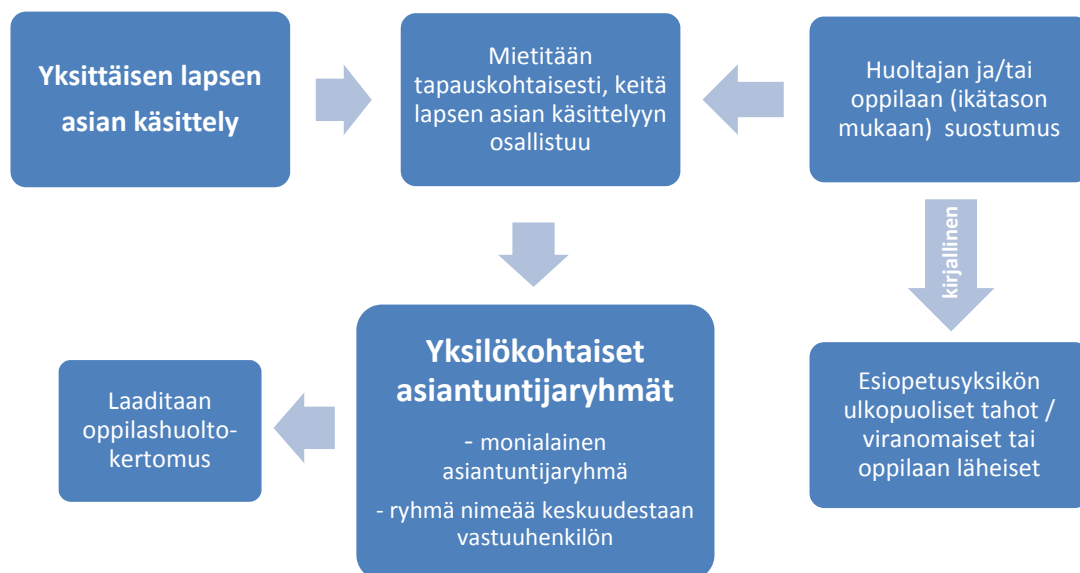 Yksittäisen lapsen
asian käsittely
Mietitään
tapauskohtaisesti, keitä
lapsen asian käsittelyyn
osallistuu
Huoltajan ja/tai
oppilaan (ikätason
mukaan) suostumus
kirjallinen
Yksilökohtaiset
asiantuntijaryhmät
- monialainen
asiantuntijaryhmä
- ryhmä nimeää keskuudestaan
vastuuhenkilön
Laaditaan
oppilashuolto-
kertomus
Esiopetusyksikön
ulkopuoliset tahot /
viranomaiset tai
oppilaan läheiset